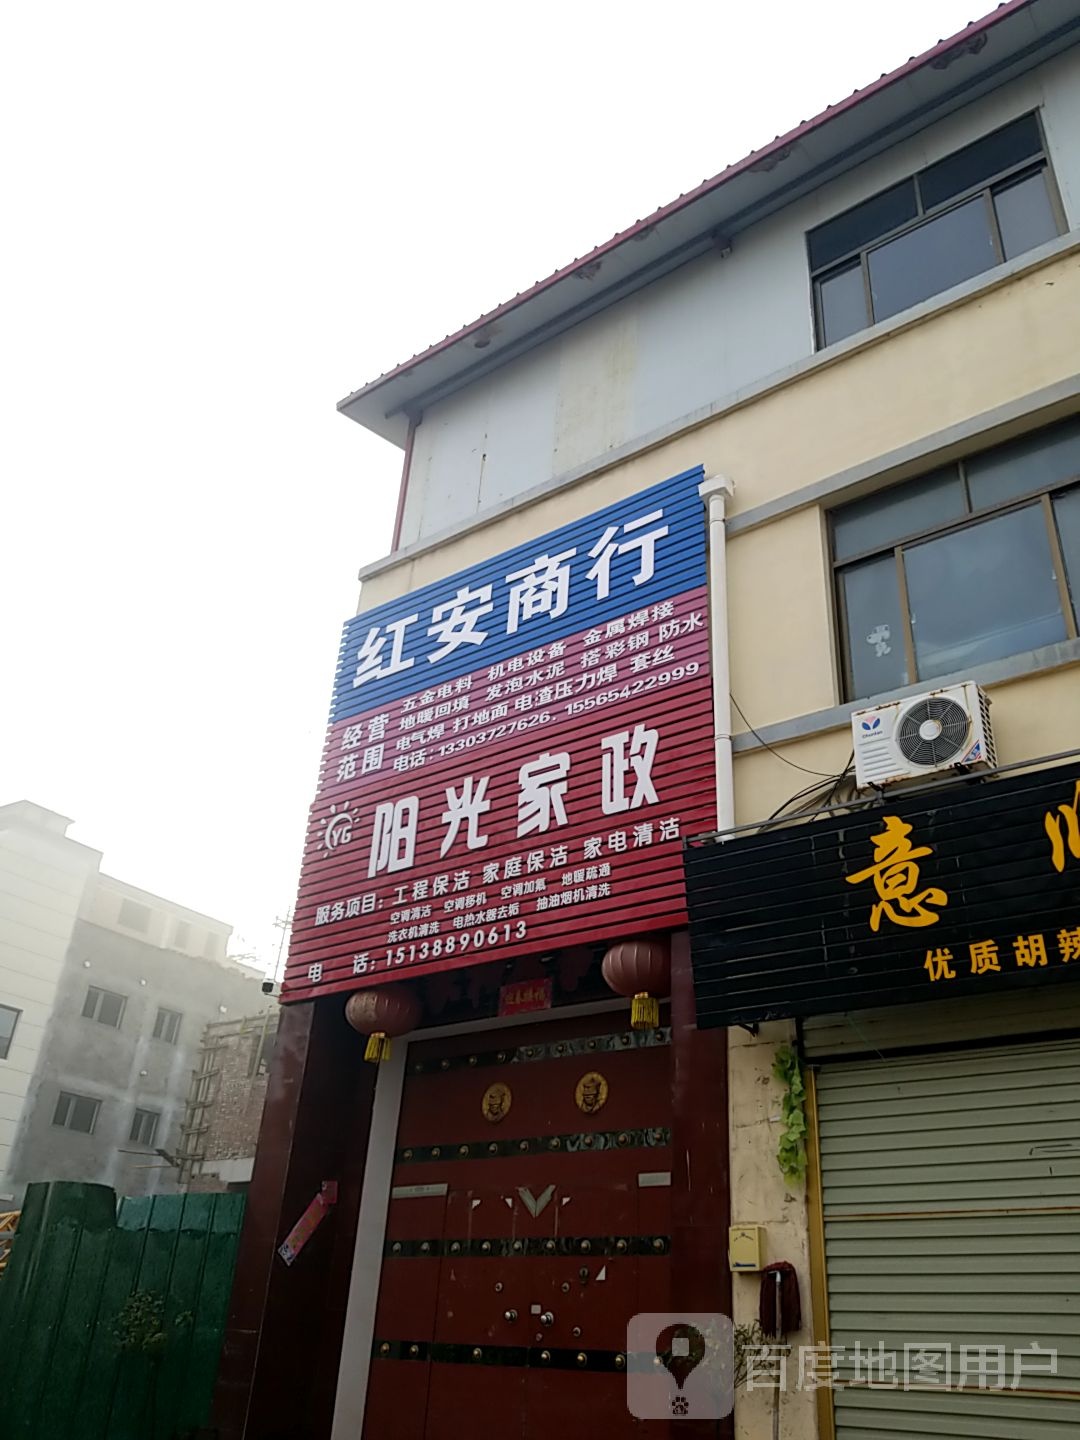 红安商行
经营范围
五金电料 机电设备 金属焊接
地暖回填 发泡水泥 搭彩钢 防水
电气焊 打地面 电渣压力焊 套丝
电话:13303727626. 15565422999
YG
阳光家政
服务项目:工程保洁 家庭保洁 家电清洁
空调清洁 空调移机 空调加氟 地暖疏通
洗衣机清洗 电热水器去垢 抽油烟机清洗
电 话:15138890613
Chunlan
意
优质胡辣
百度地图用户